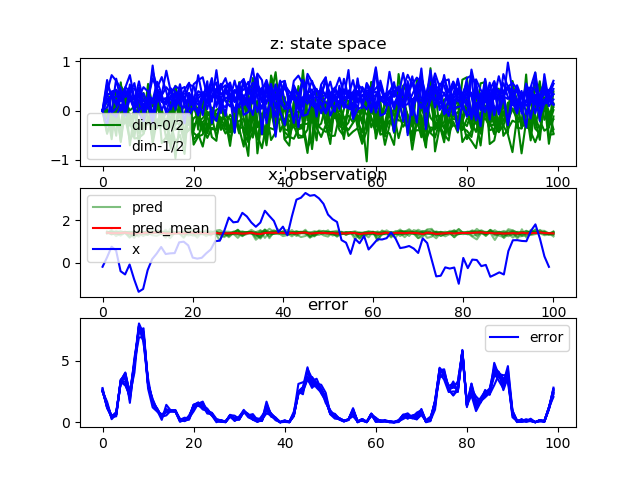 z: state space
1
0
−1
dim-0/2
dim-1/2
0 20 40 60 80 100
x: observation
2
0
pred
pred_mean
x
0 20 40 60 80 100
error
5
0
error
0 20 40 60 80 100